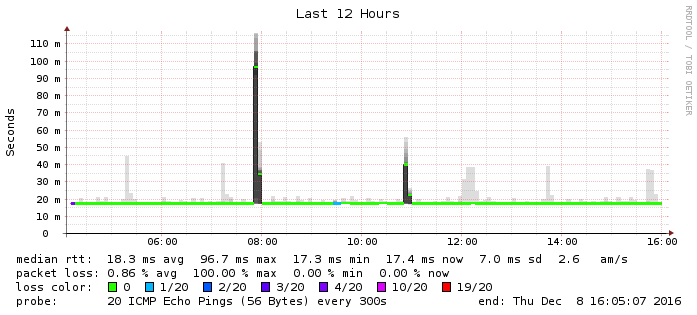 Last 12 Hours
RRDTOOL / TOBI OETIKER
Seconds
110 m
100 m
90 m
80 m
70 m
60 m
50 m
40 m
30 m
20 m
10 m
0
06:00 08:00 10:00 12:00 14:00 16:00
median rtt: 18.3 ms avg 96.7 ms max 17.3 ms min 17.4 ms now 7.0 ms sd 2.6 am/s
packet loss: 0.86 % avg 100.00 % max 0.00 % min 0.00 % now
loss color: 0 1/20 2/20 3/20 4/20 10/20 19/20
probe: 20 ICMP Echo Pings (56 Bytes) every 300s end: Thu Dec 8 16:05:07 2016